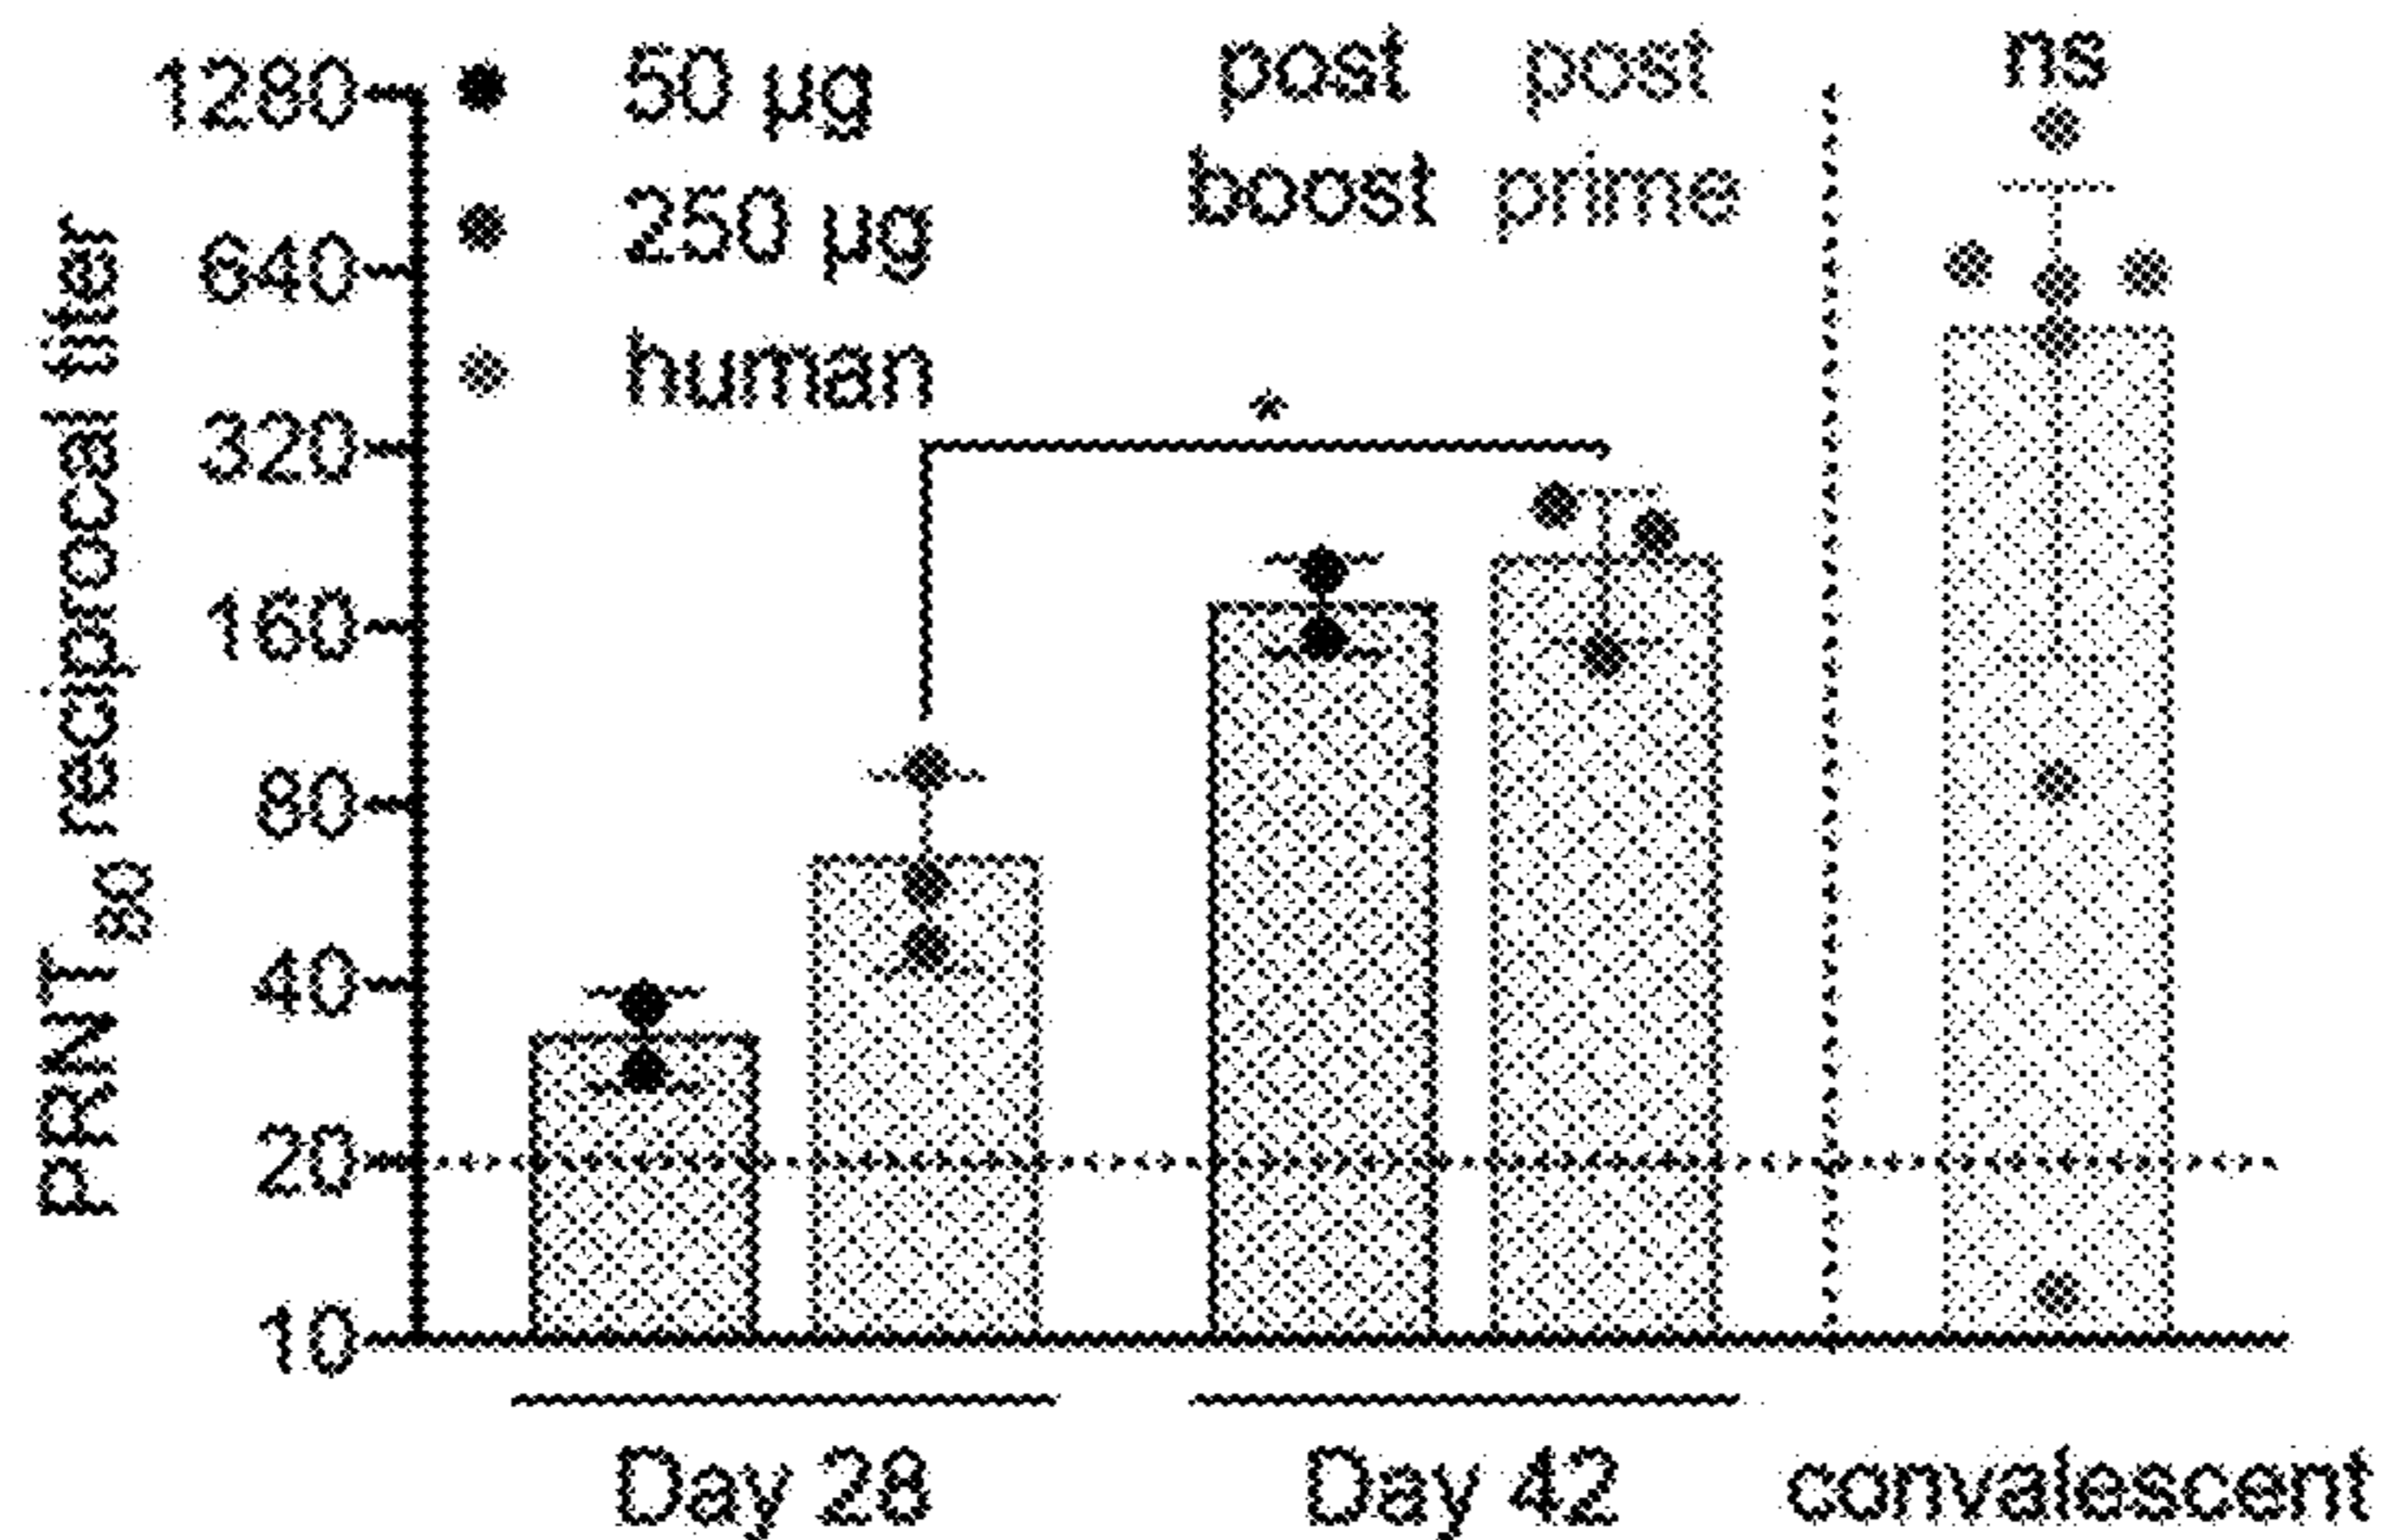 PRNT80 reciprocal titer
1280
640
320
160
80
40
20
10
50 µg
250 µg
human
post
boost
post
prime
ns
*
Day 28
Day 42
convalescent